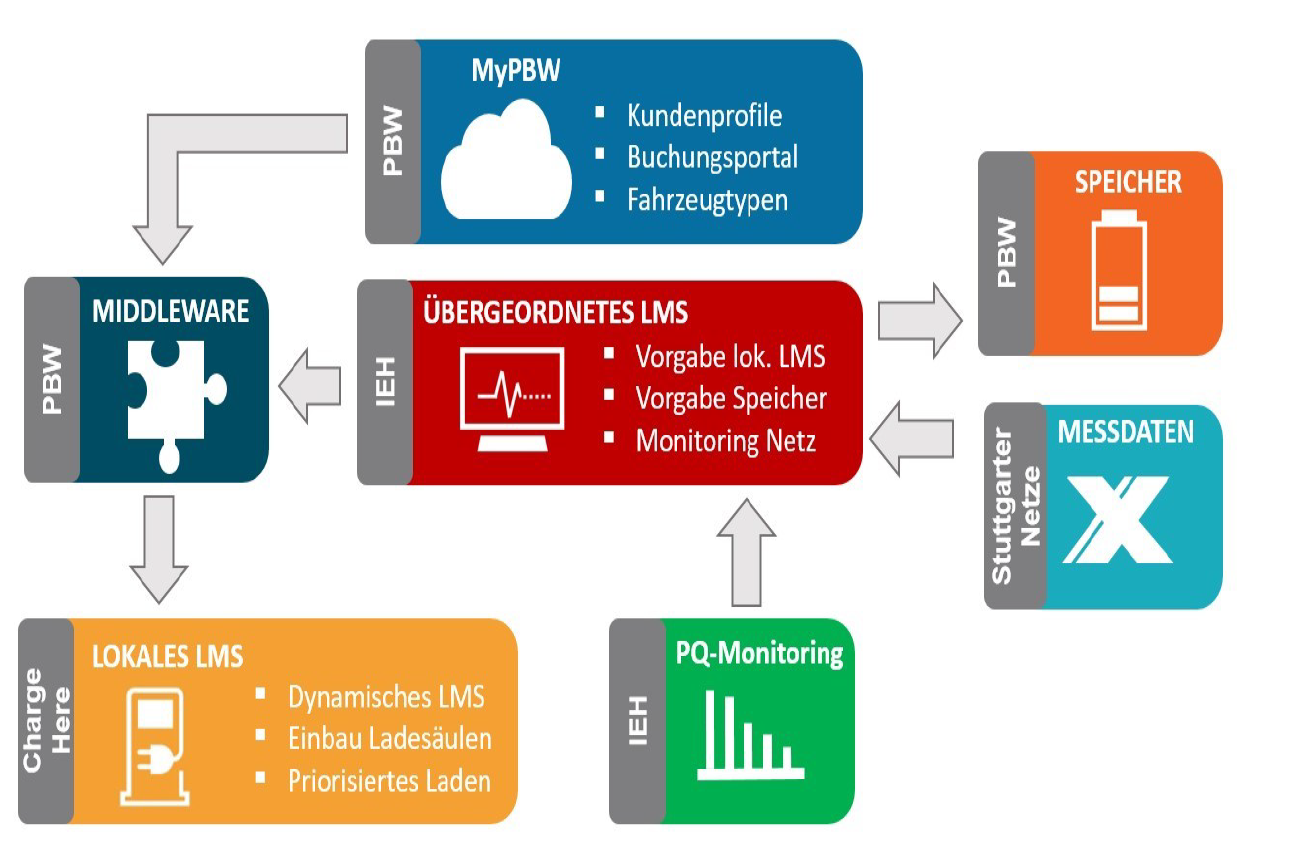 PBW
MyPBW
Kundenprofile
Buchungsportal
Fahrzeugtypen
PBW
SPEICHER
PBW
MIDDLEWARE
IEH
ÜBERGEORDNETES LMS
Vorgabe lok. LMS
Vorgabe Speicher
Monitoring Netz
Stuttgarter
Netze
MESSDATEN
Charge
Here
LOKALES LMS
Dynamisches LMS
Einbau Ladesäulen
Priorisiertes Laden
IEH
PQ-Monitoring